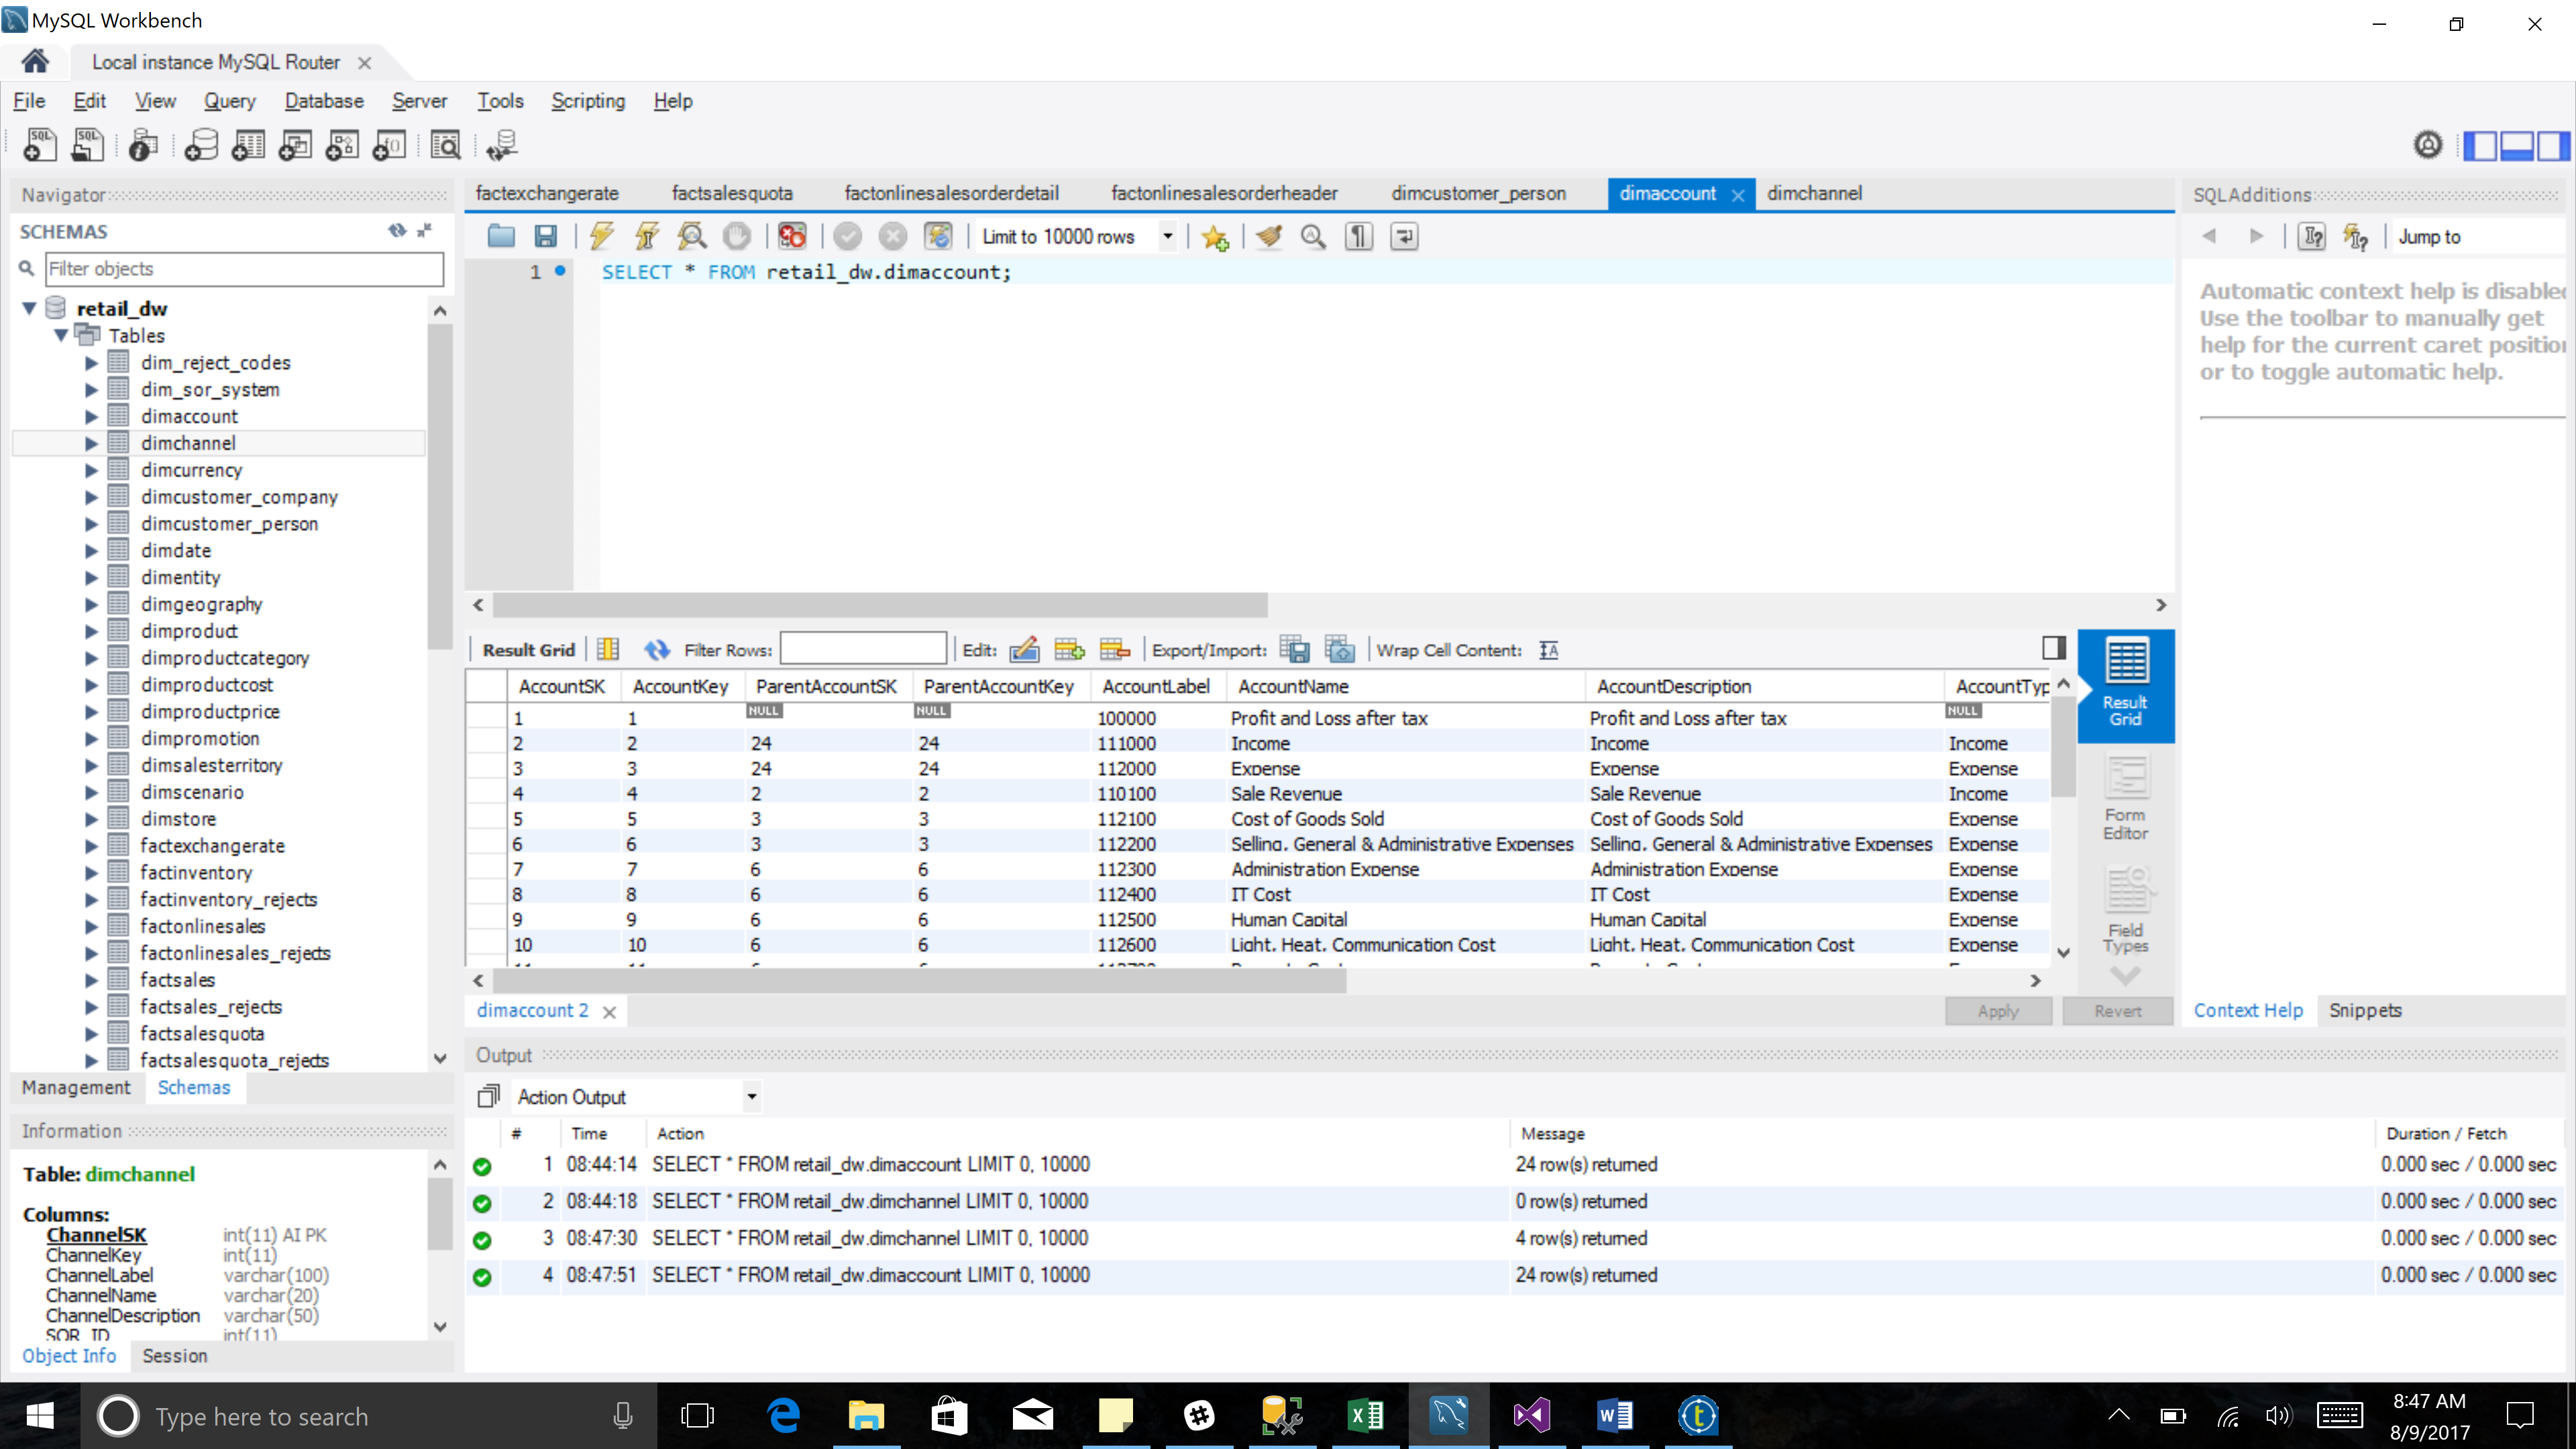 MySQL Workbench
Local instance MySQL Router
File Edit View Query Database Server Tools Scripting Help
Navigator
SCHEMAS
Filter objects
retail_dw
Tables
dim_reject_codes
dim_sor_system
dimaccount
dimchannel
dimcurrency
dimcustomer_company
dimcustomer_person
dimdate
dimentity
dimgeography
dimproduct
dimproductcategory
dimproductcost
dimproductprice
dimpromotion
dimsalesterritory
dimscenario
dimstore
factexchangerate
factinventory
factinventory_rejects
factonlinesales
factonlinesales_rejects
factsales
factsales_rejects
factsalesquota
factsalesquota_rejects
Management Schemas
Information
Table: dimchannel
Columns:
ChannelSK int(11) AI PK
ChannelKey int(11)
ChannelLabel varchar(100)
ChannelName varchar(20)
ChannelDescription varchar(50)
SOR_ID int(11)
Object Info Session
factexchangerate factsalesquota factonlinesalesorderdetail factonlinesalesorderheader dimcustomer_person dimaccount dimchannel
Limit to 10000 rows
1 SELECT * FROM retail_dw.dimaccount;
Result Grid Filter Rows: Edit: Export/Import: Wrap Cell Content:
AccountSK AccountKey ParentAccountSK ParentAccountKey AccountLabel AccountName AccountDescription AccountTyp
1 1 NULL NULL 100000 Profit and Loss after tax Profit and Loss after tax NULL
2 2 24 24 111000 Income Income Income
3 3 24 24 112000 Expense Expense Expense
4 4 2 2 110100 Sale Revenue Sale Revenue Income
5 5 3 3 112100 Cost of Goods Sold Cost of Goods Sold Expense
6 6 3 3 112200 Selling, General & Administrative Expenses Selling, General & Administrative Expenses Expense
7 7 6 6 112300 Administration Expense Administration Expense Expense
8 8 6 6 112400 IT Cost IT Cost Expense
9 9 6 6 112500 Human Capital Human Capital Expense
10 10 6 6 112600 Light, Heat, Communication Cost Light, Heat, Communication Cost Expense
Result Grid
Form Editor
Field Types
dimaccount 2
Apply Revert
SQLAdditions
Jump to
Automatic context help is disabled
Use the toolbar to manually get
help for the current caret position
or to toggle automatic help.
Context Help Snippets
Output
Action Output
# Time Action Message Duration / Fetch
1 08:44:14 SELECT * FROM retail_dw.dimaccount LIMIT 0, 10000 24 row(s) returned 0.000 sec / 0.000 sec
2 08:44:18 SELECT * FROM retail_dw.dimchannel LIMIT 0, 10000 0 row(s) returned 0.000 sec / 0.000 sec
3 08:47:30 SELECT * FROM retail_dw.dimchannel LIMIT 0, 10000 4 row(s) returned 0.000 sec / 0.000 sec
4 08:47:51 SELECT * FROM retail_dw.dimaccount LIMIT 0, 10000 24 row(s) returned 0.000 sec / 0.000 sec
Type here to search
8:47 AM
8/9/2017